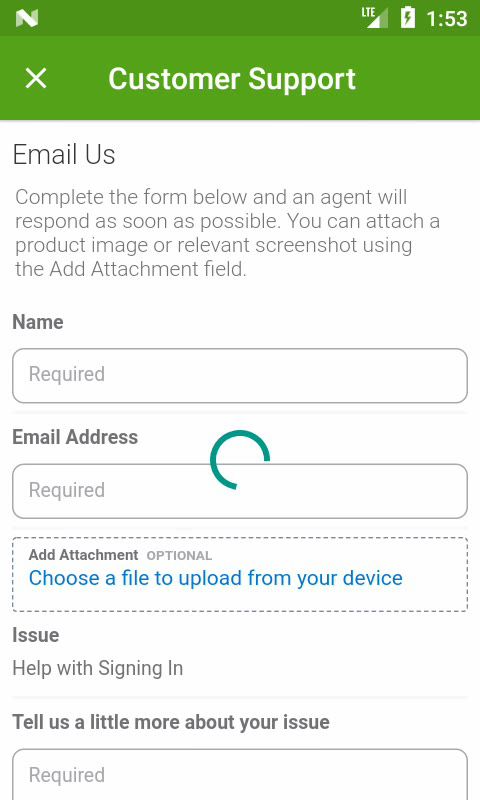 LTE 1:53
Customer Support
Email Us
Complete the form below and an agent will
respond as soon as possible. You can attach a
product image or relevant screenshot using
the Add Attachment field.
Name
Required
Email Address
Required
Add Attachment OPTIONAL
Choose a file to upload from your device
Issue
Help with Signing In
Tell us a little more about your issue
Required